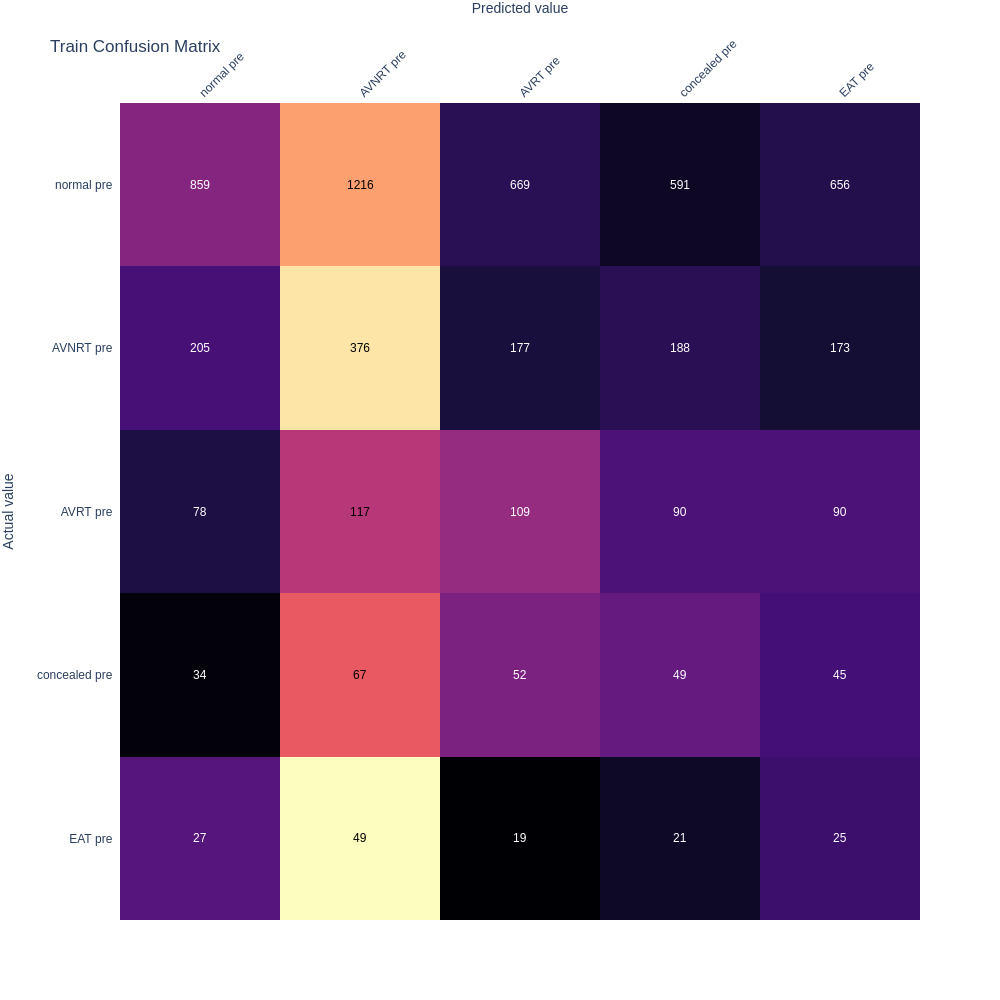 Predicted value
Train Confusion Matrix
normal pre AVNRT pre AVRT pre concealed pre EAT pre
normal pre 859 1216 669 591 656
AVNRT pre 205 376 177 188 173
Actual value
AVRT pre 78 117 109 90 90
concealed pre 34 67 52 49 45
EAT pre 27 49 19 21 25